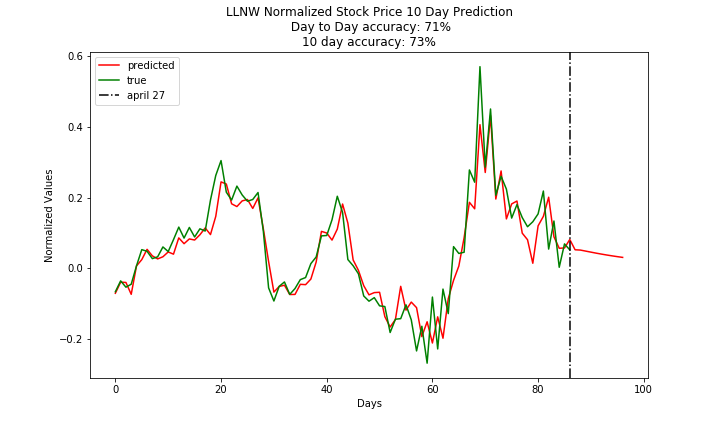 LLNW Normalized Stock Price 10 Day Prediction
Day to Day accuracy: 71%
10 day accuracy: 73%
predicted
true
april 27
Normalized Values
0.6
0.4
0.2
0.0
−0.2
0 20 40 60 80 100
Days